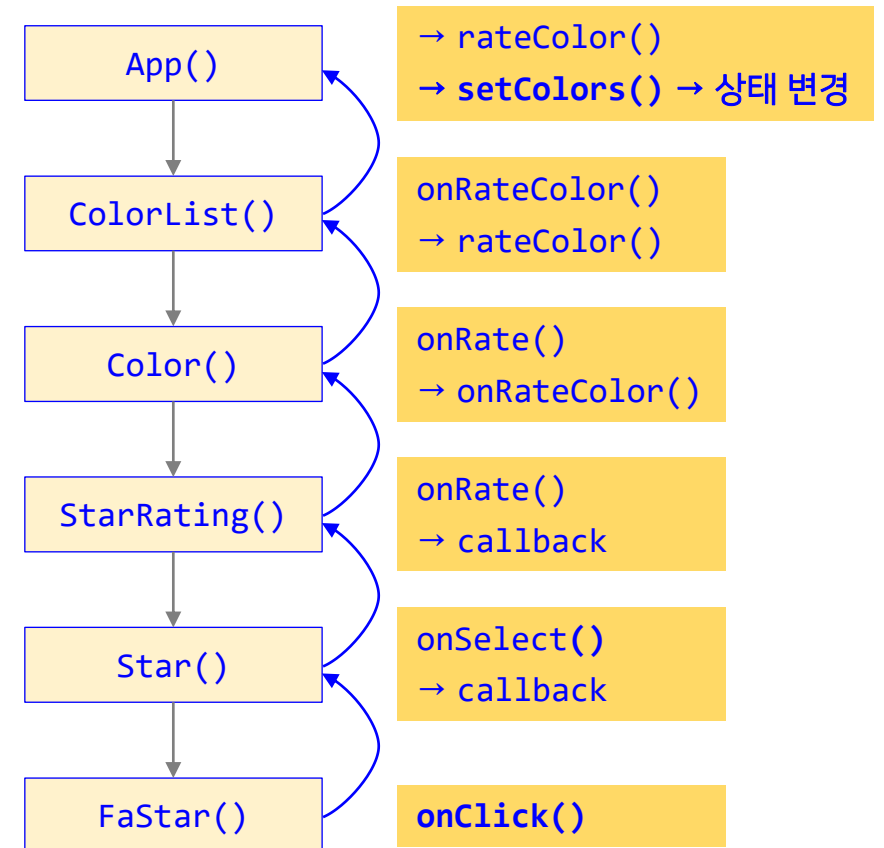 App()
→ rateColor()
→ setColors() → 상태 변경
ColorList()
onRateColor()
→ rateColor()
Color()
onRate()
→ onRateColor()
StarRating()
onRate()
→ callback
Star()
onSelect()
→ callback
FaStar()
onClick()